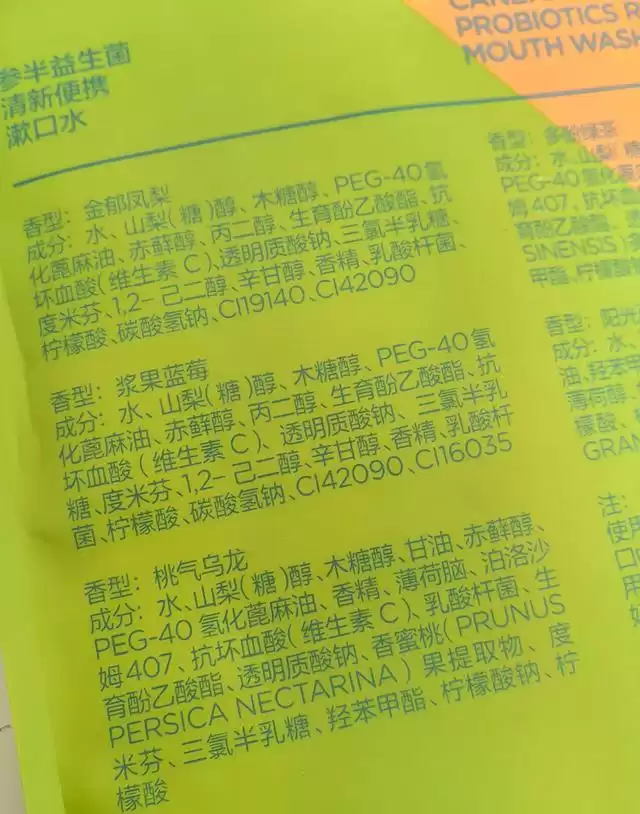 参半益生菌
清新便携
漱口水
PROBIOTICS R
MOUTH WASH
香型：金郁凤梨
成分：水、山梨(糖)醇、木糖醇、PEG-40氢
化蓖麻油、赤藓醇、丙二醇、生育酚乙酸酯、抗
坏血酸(维生素C)、透明质酸钠、三氯半乳糖、
度米芬、1,2-己二醇、辛甘醇、香精、乳酸杆菌、
柠檬酸、碳酸氢钠、CI19140、CI42090
香型：浆果蓝莓
成分：水、山梨(糖)醇、木糖醇、PEG-40氢
化蓖麻油、赤藓醇、丙二醇、生育酚乙酸酯、抗
坏血酸(维生素C)、透明质酸钠、三氯半乳
糖、度米芬、1,2-己二醇、辛甘醇、香精、乳酸杆
菌、柠檬酸、碳酸氢钠、CI42090、CI16035
香型：桃气乌龙
成分：水、山梨(糖)醇、木糖醇、甘油、赤藓醇、
PEG-40氢化蓖麻油、香精、薄荷脑、泊洛沙
姆407、抗坏血酸(维生素C)、乳酸杆菌、生
育酚乙酸酯、透明质酸钠、香蜜桃(PRUNUS
PERSICA NECTARINA)果提取物、度
米芬、三氯半乳糖、羟苯甲酯、柠檬酸钠、柠
檬酸
香型：多
成分：水、山梨
PEG-40氢化
姆407、抗坏血
育酚乙酸酯
SINENSIS)
甲酯、柠檬酸
香型：阳光
成分：水、
油、羟苯甲
薄荷醇、
檬酸、
GRAN
注：
使用
口
用